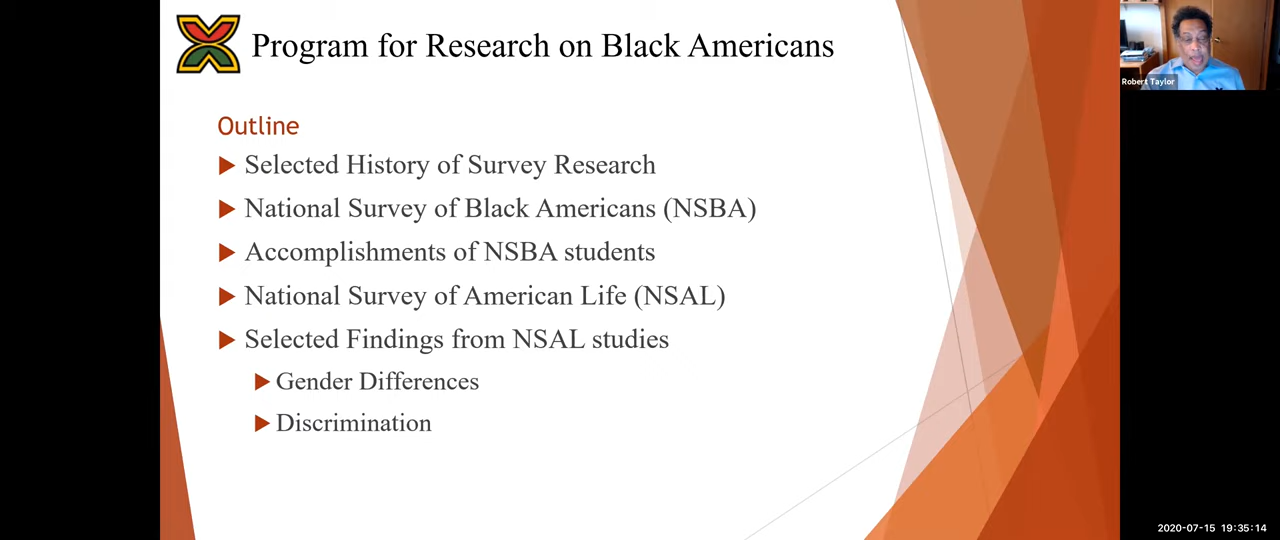 Program for Research on Black Americans
Robert Taylor
Outline
Selected History of Survey Research
National Survey of Black Americans (NSBA)
Accomplishments of NSBA students
National Survey of American Life (NSAL)
Selected Findings from NSAL studies
Gender Differences
Discrimination
2020-07-15 19:35:14